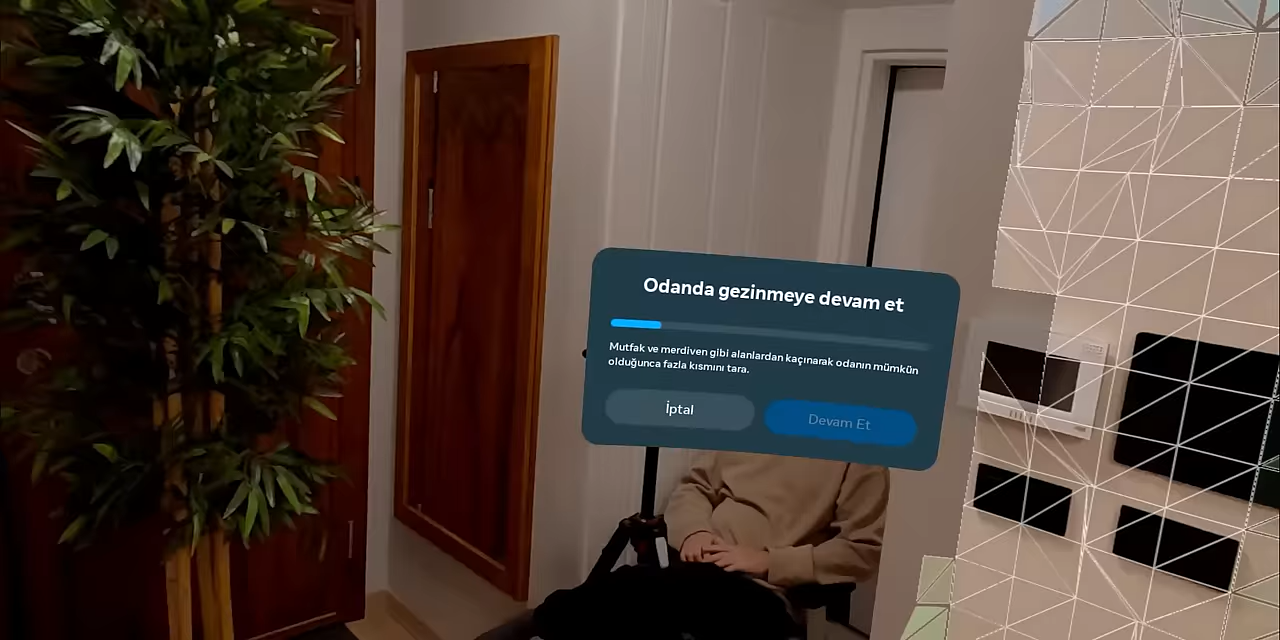 Odanda gezinmeye devam et
Mutfak ve merdiven gibi alanlardan kaçınarak odanın mümkün
olduğunca fazla kısmını tara.
İptal
Devam Et